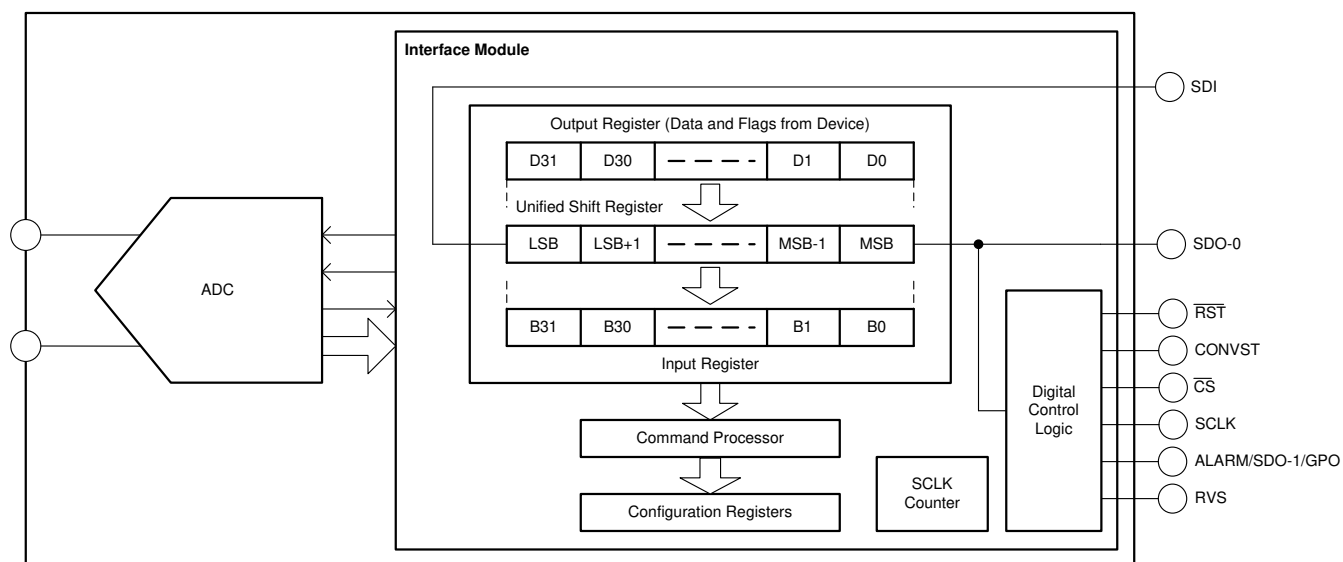 Interface Module
SDI
Output Register (Data and Flags from Device)
D31 D30 D1 D0
Unified Shift Register
LSB LSB+1 MSB-1 MSB
SDO-0
ADC
B31 B30 B1 B0
Input Register
RST
CONVST
CS
SCLK
ALARM/SDO-1/GPO
RVS
Digital
Control
Logic
Command Processor
SCLK
Counter
Configuration Registers